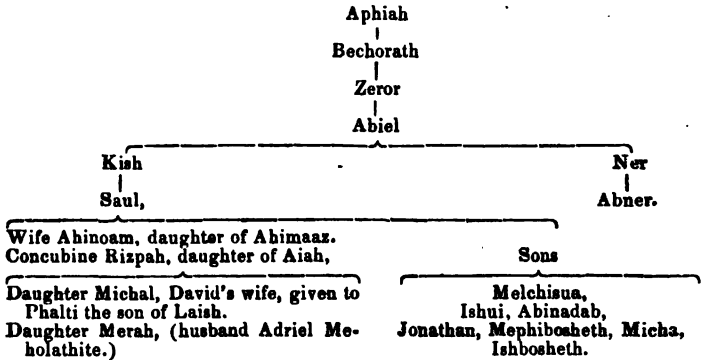 Aphiah
Bechorath
Zeror
Abiel
Kish
Ner
Saul,
Abner.
Wife Ahinoam, daughter of Ahimaaz.
Concubine Rizpah, daughter of Aiah,
Sons
Daughter Michal, David's wife, given to
Phalti the son of Laish.
Daughter Merah, (husband Adriel Me-
holathite.)
Melchisua,
Ishui, Abinadab,
Jonathan, Mephibosheth, Micha,
Ishbosheth.